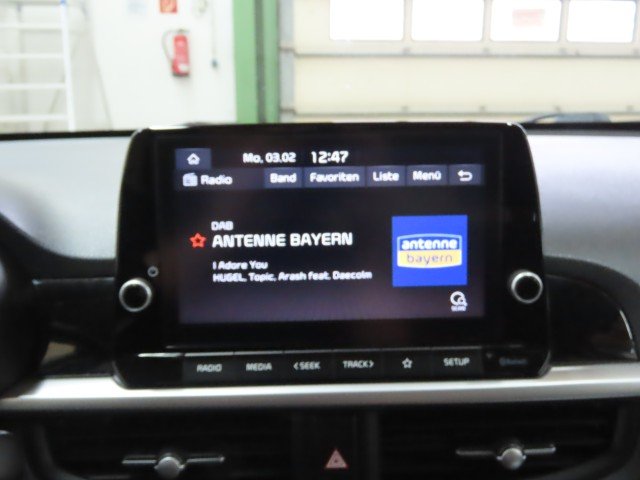 Mo, 03.02 12:47
Radio Band Favoriten Liste Menü
DAB
ANTENNE BAYERN
I Adore You
HUGEL, Topic, Arash feat. Daecolm
antenne
bayern
RADIO MEDIA <SEEK TRACK> ☆ SETUP